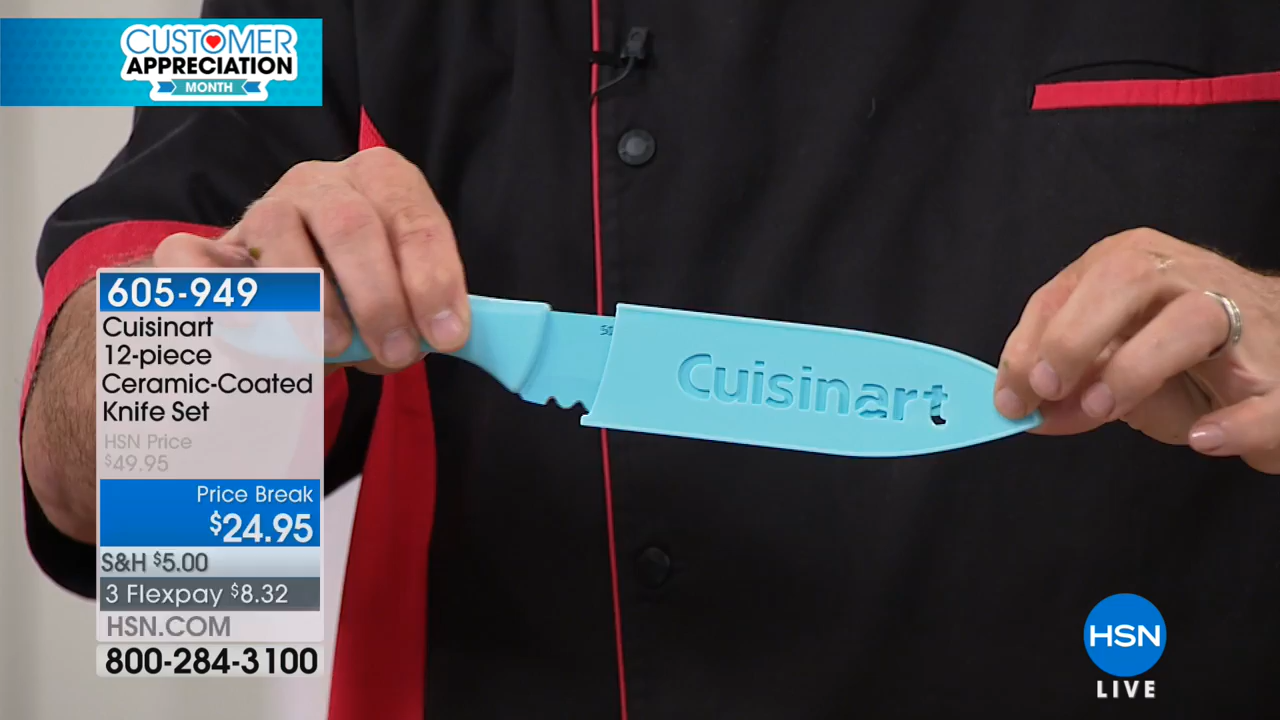 CUSTOMER
APPRECIATION
MONTH
605-949
Cuisinart
12-piece
Ceramic-Coated
Knife Set
HSN Price
$49.95
Price Break
$24.95
S&H $5.00
3 Flexpay $8.32
HSN.COM
800-284-3100
Cuisinart
HSN
LIVE